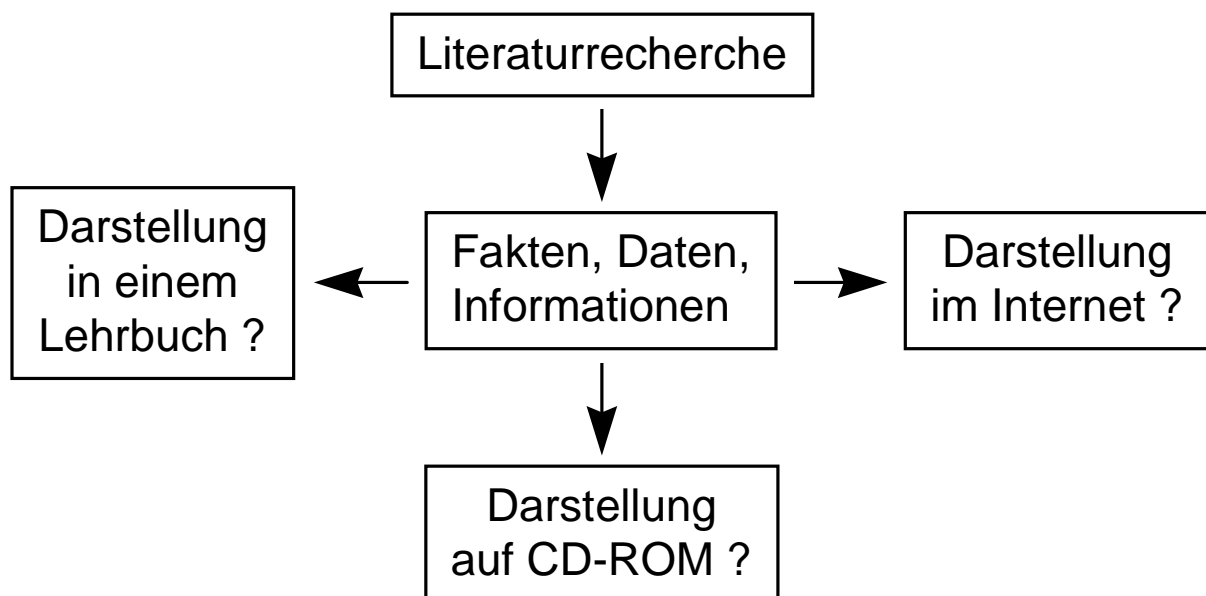 Literaturrecherche
Darstellung
in einem
Lehrbuch ?
Fakten, Daten,
Informationen
Darstellung
im Internet ?
Darstellung
auf CD-ROM ?